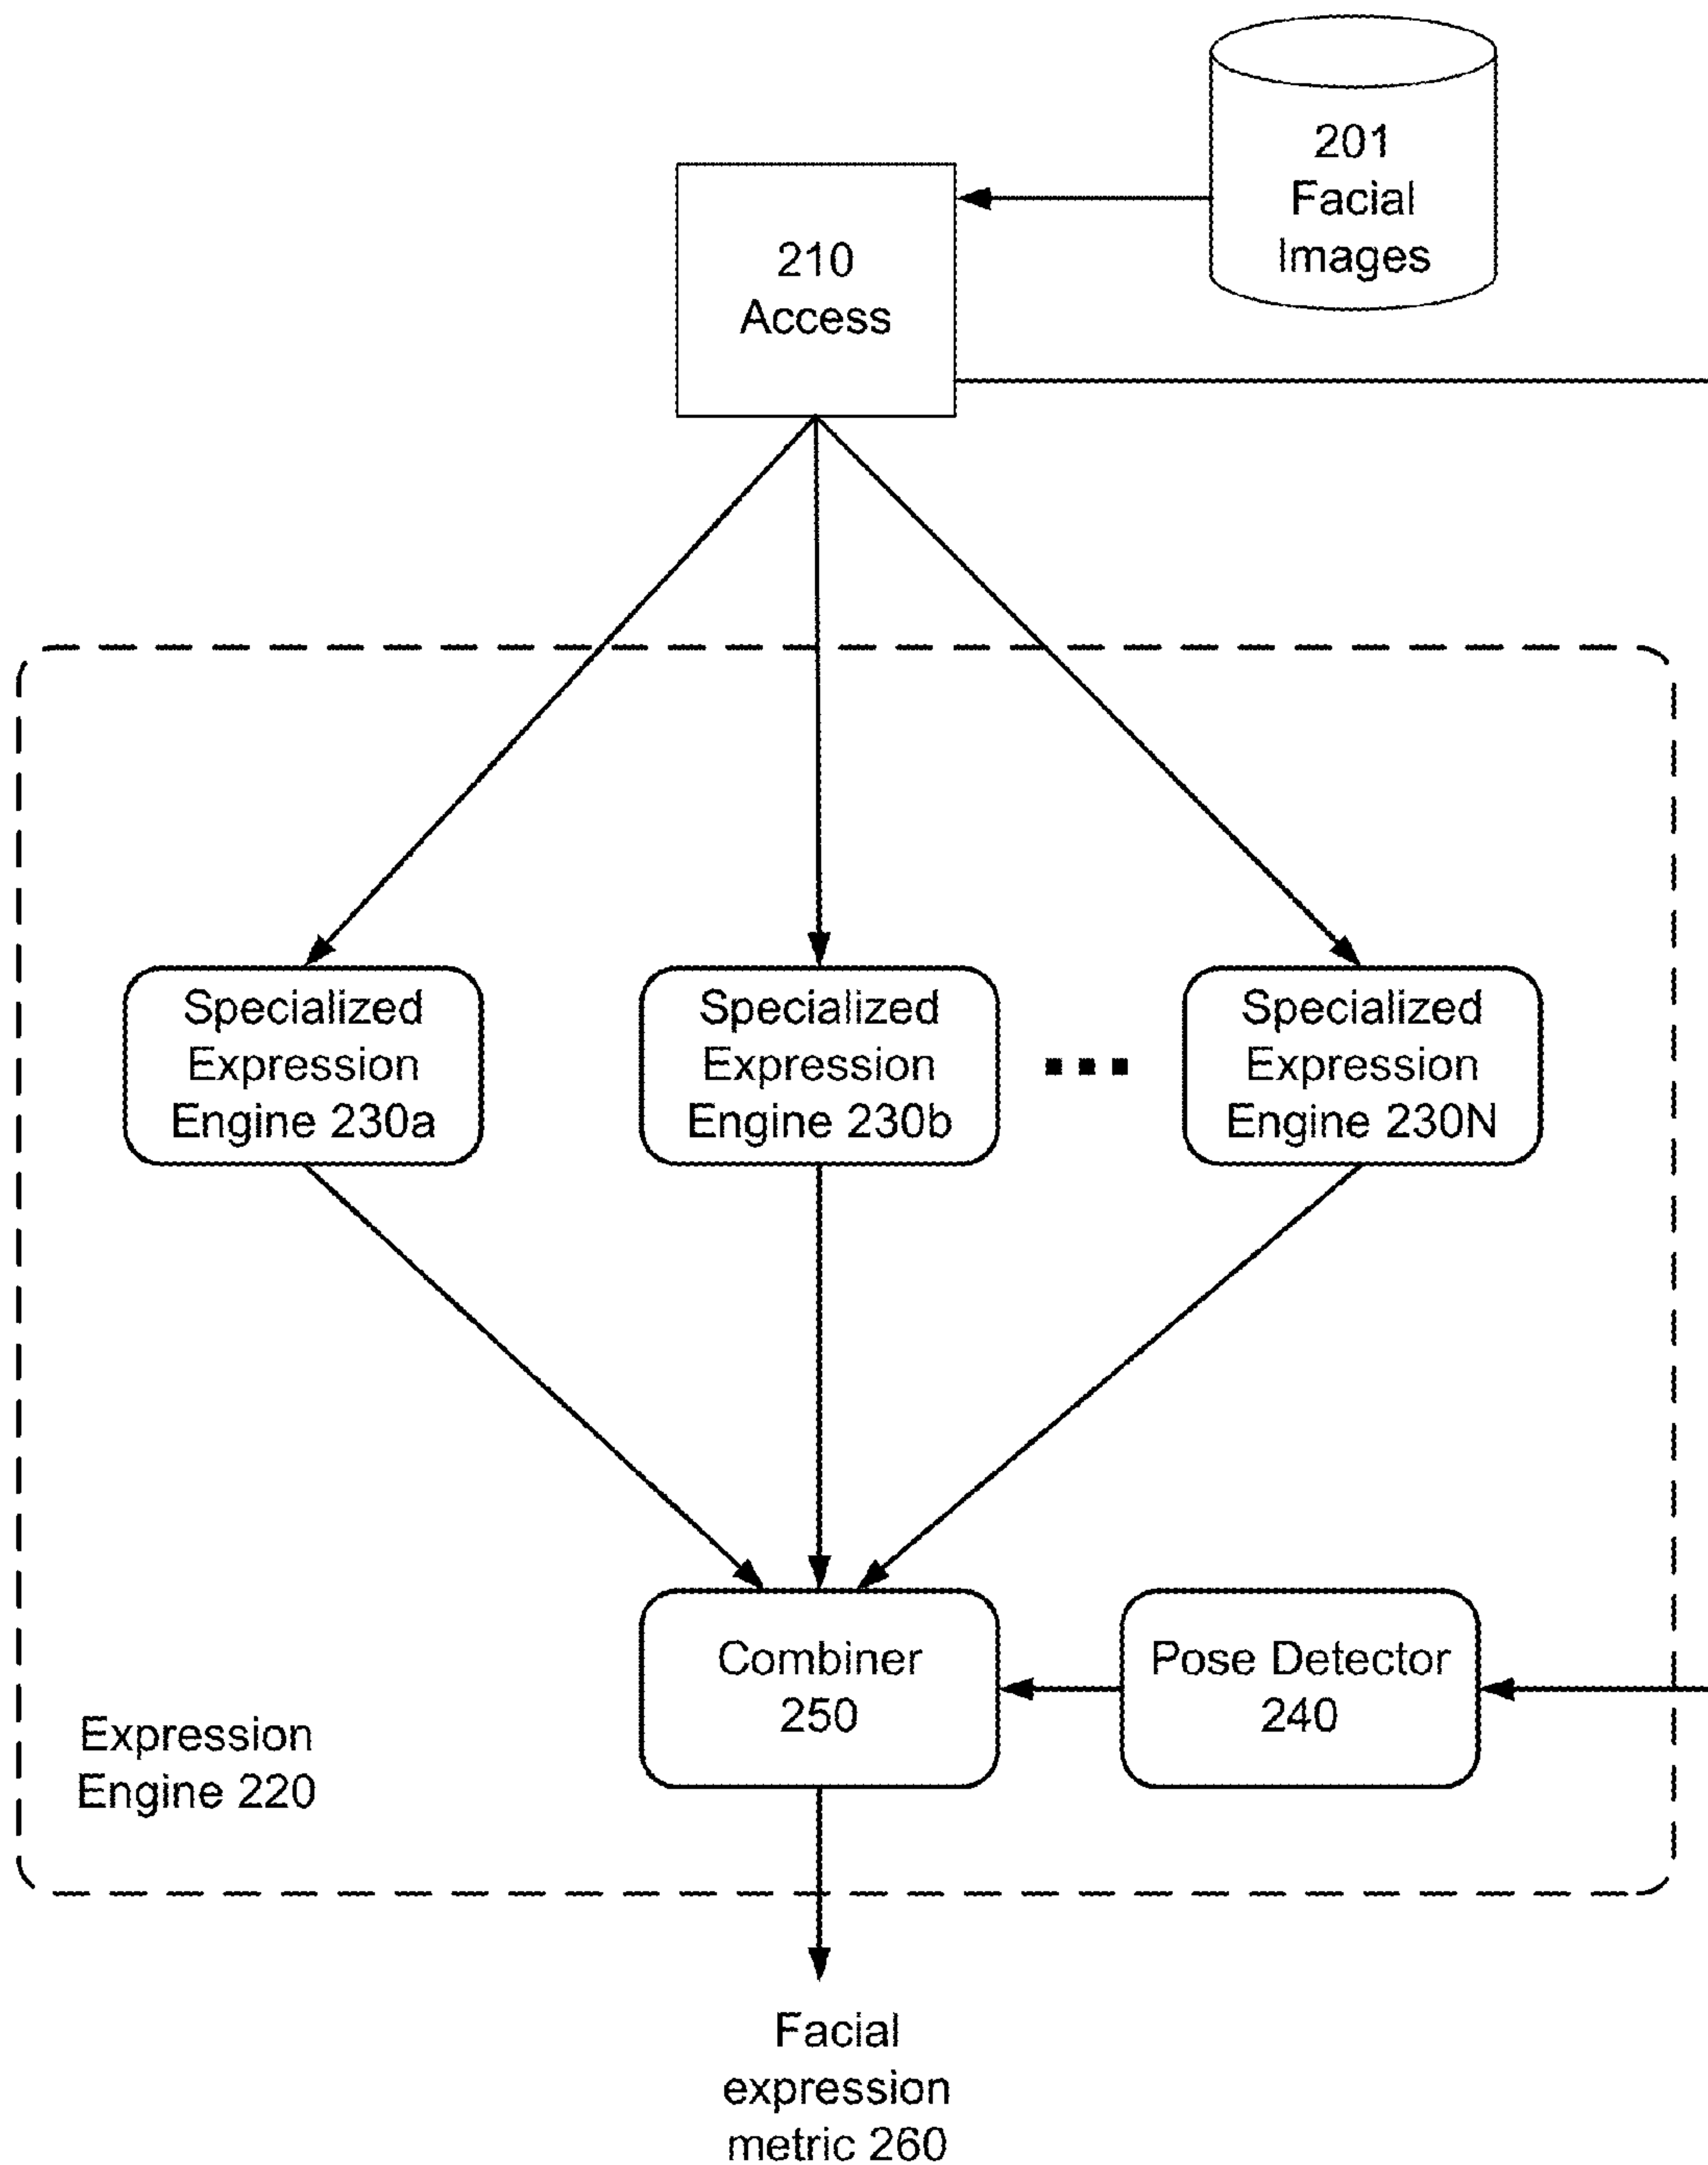 201
Facial
Images
210
Access
Specialized
Expression
Engine 230a
Specialized
Expression
Engine 230b
Specialized
Expression
Engine 230N
Combiner
250
Pose Detector
240
Expression
Engine 220
Facial
expression
metric 260